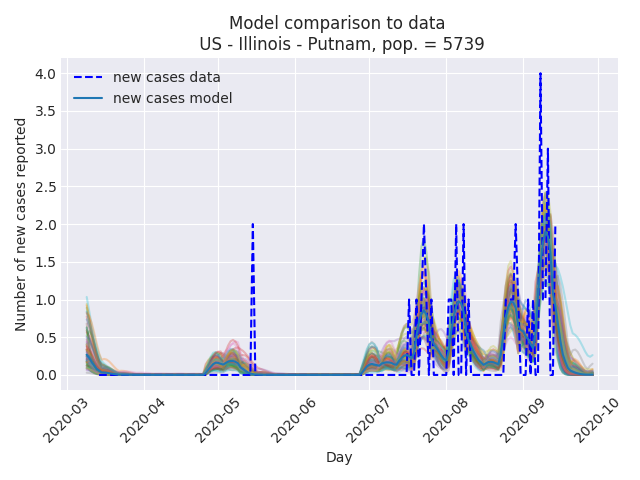 Model comparison to data
US - Illinois - Putnam, pop. = 5739
new cases data
new cases model
Number of new cases reported
4.0
3.5
3.0
2.5
2.0
1.5
1.0
0.5
0.0
2020-03
2020-04
2020-05
2020-06
2020-07
2020-08
2020-09
2020-10
Day